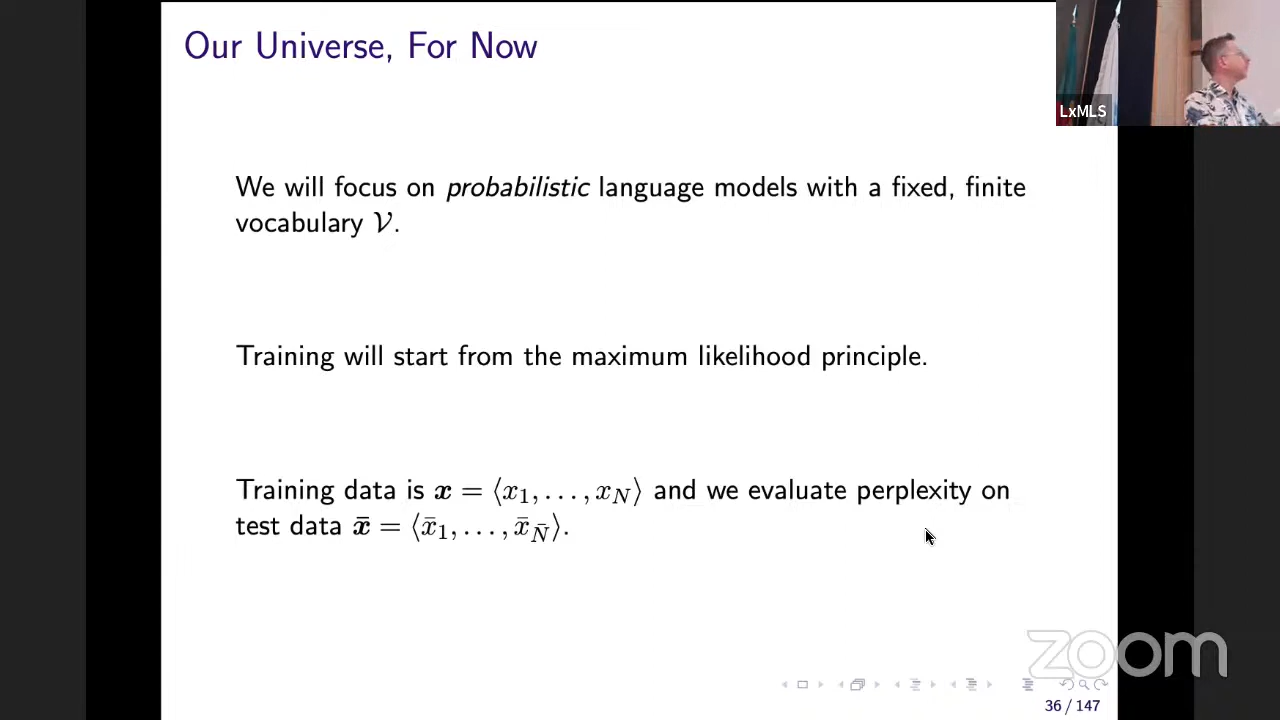 Our Universe, For Now
LxMLS
We will focus on probabilistic language models with a fixed, finite
vocabulary 𝒱.
Training will start from the maximum likelihood principle.
Training data is 𝒙 = ⟨x₁, . . . , x_N⟩ and we evaluate perplexity on
test data 𝒙̄ = ⟨x̄₁, . . . , x̄_N̄⟩.
zoom
36 / 147